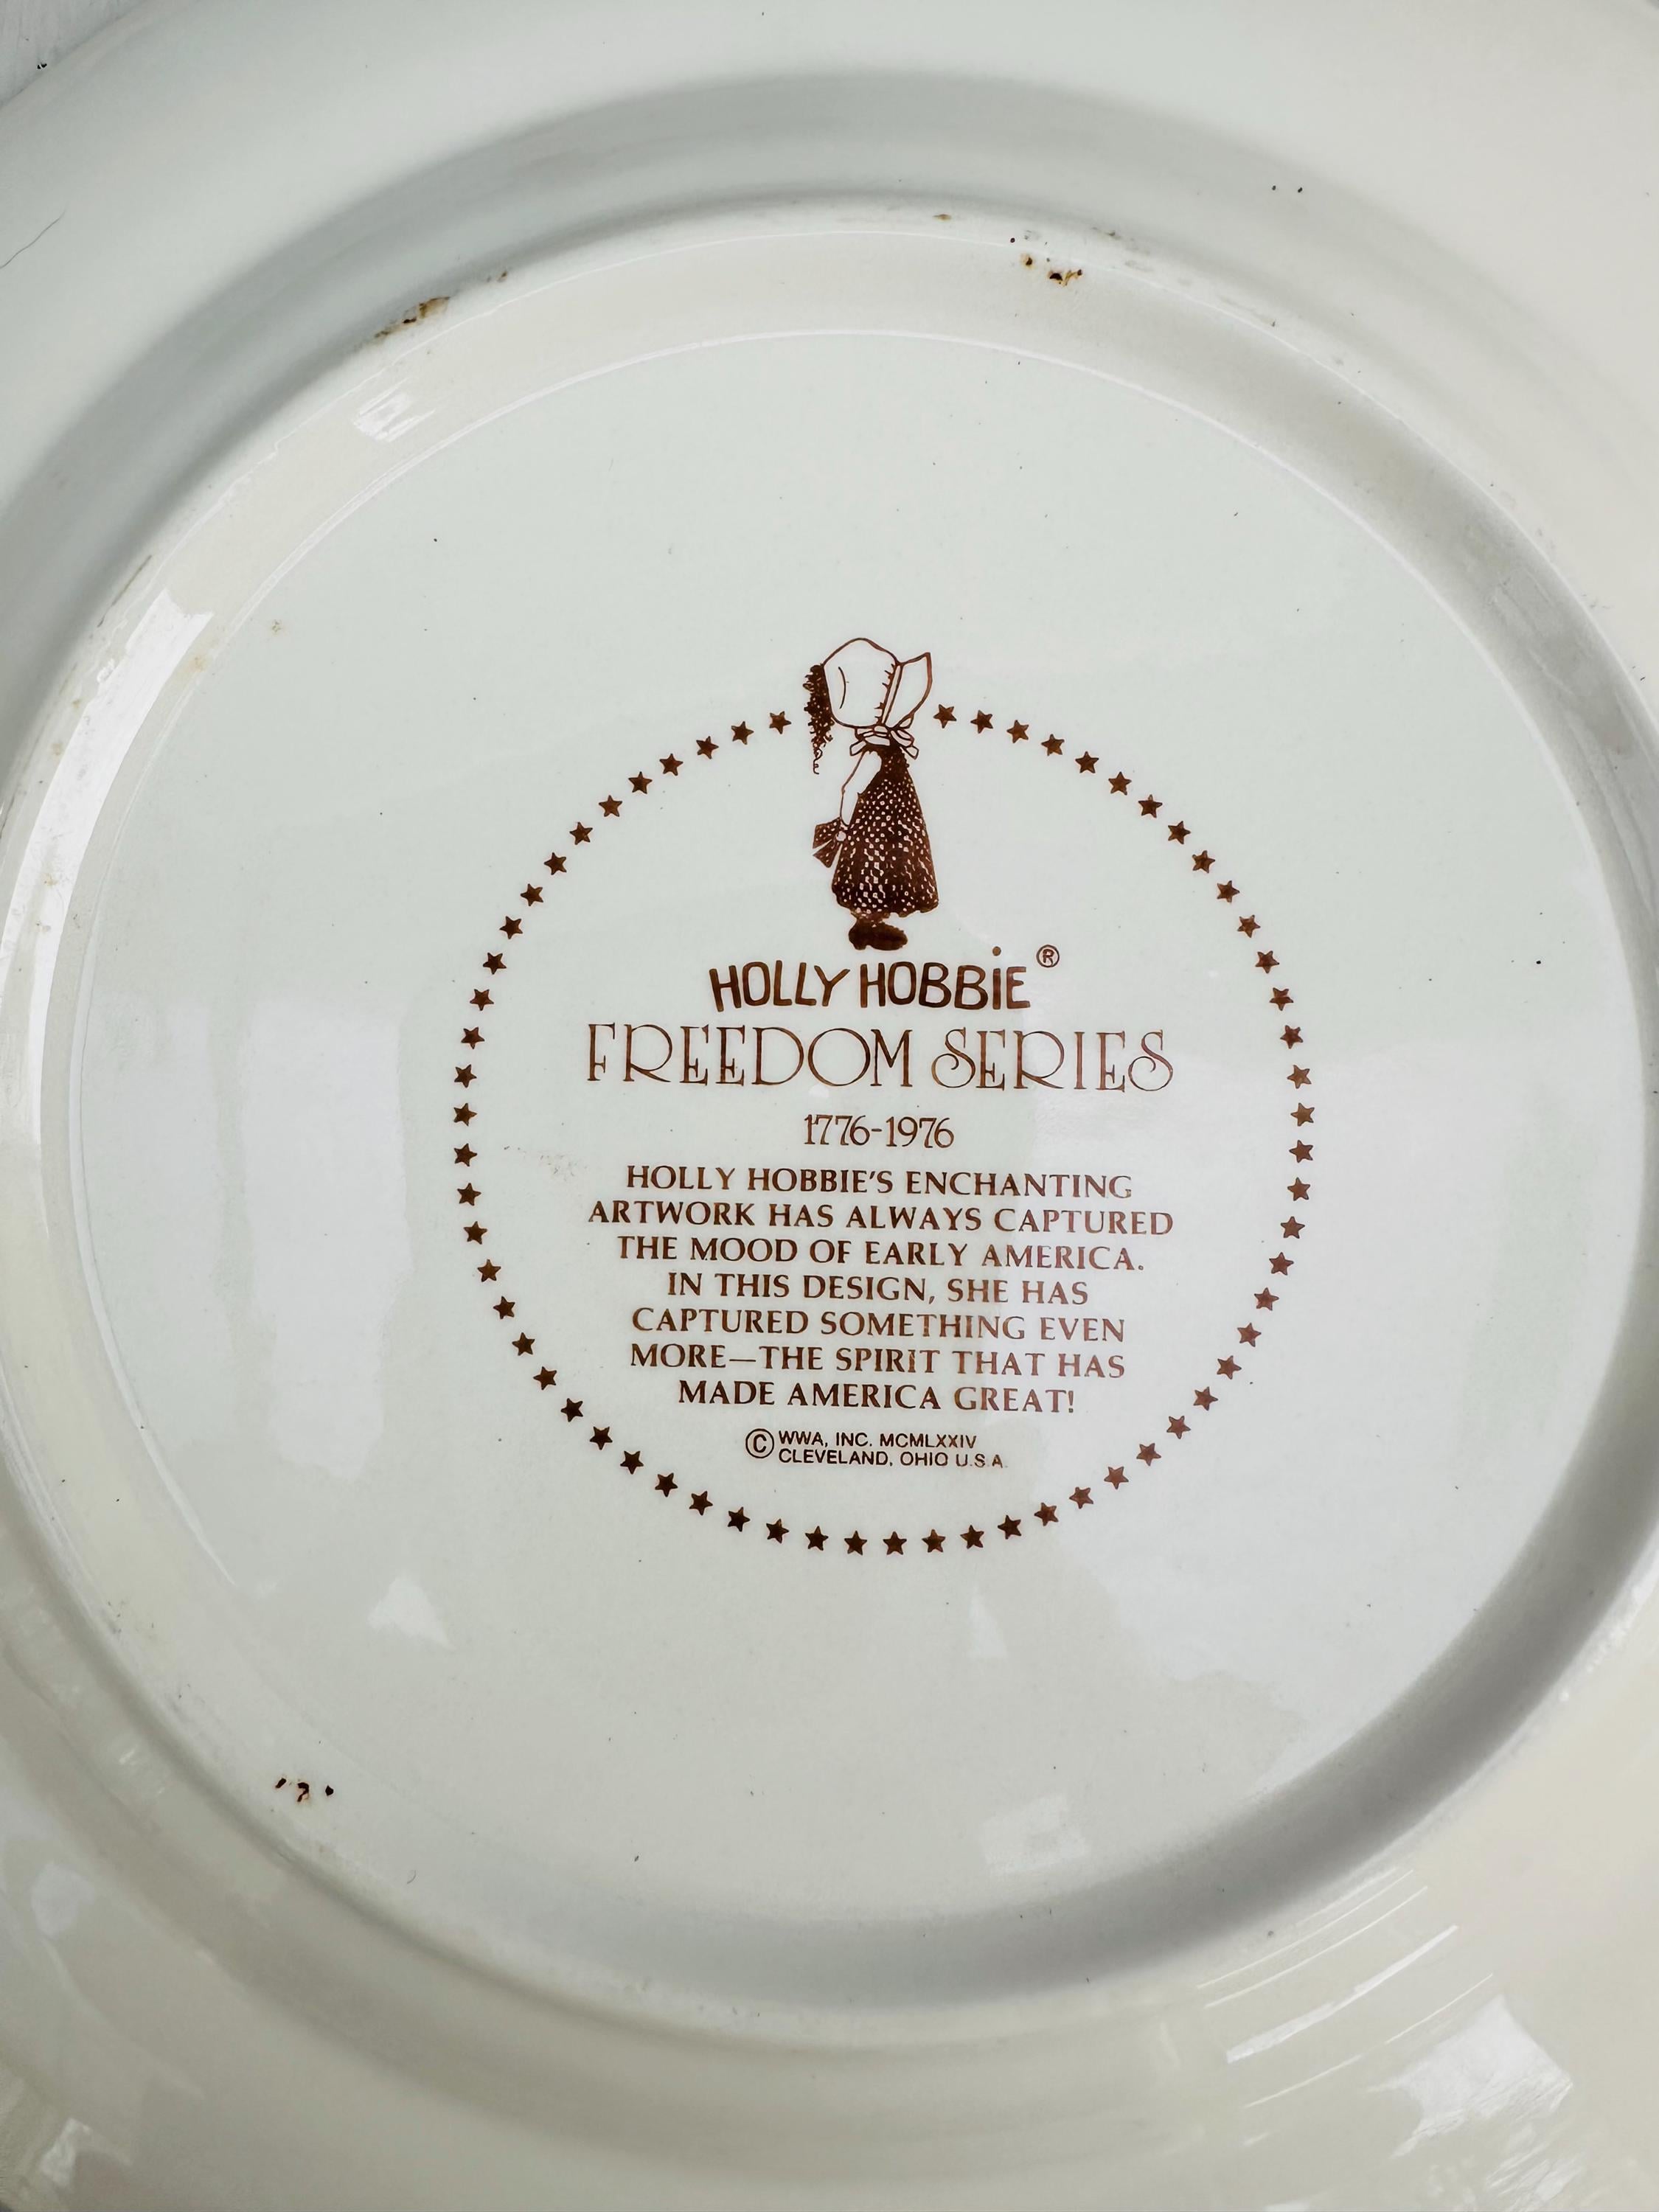 HOLLY HOBBiE ®
FREEDOM SERIES
1776-1976
HOLLY HOBBIE'S ENCHANTING
ARTWORK HAS ALWAYS CAPTURED
THE MOOD OF EARLY AMERICA.
IN THIS DESIGN, SHE HAS
CAPTURED SOMETHING EVEN
MORE—THE SPIRIT THAT HAS
MADE AMERICA GREAT!
© WWA, INC. MCMLXXIV
CLEVELAND, OHIO U.S.A.